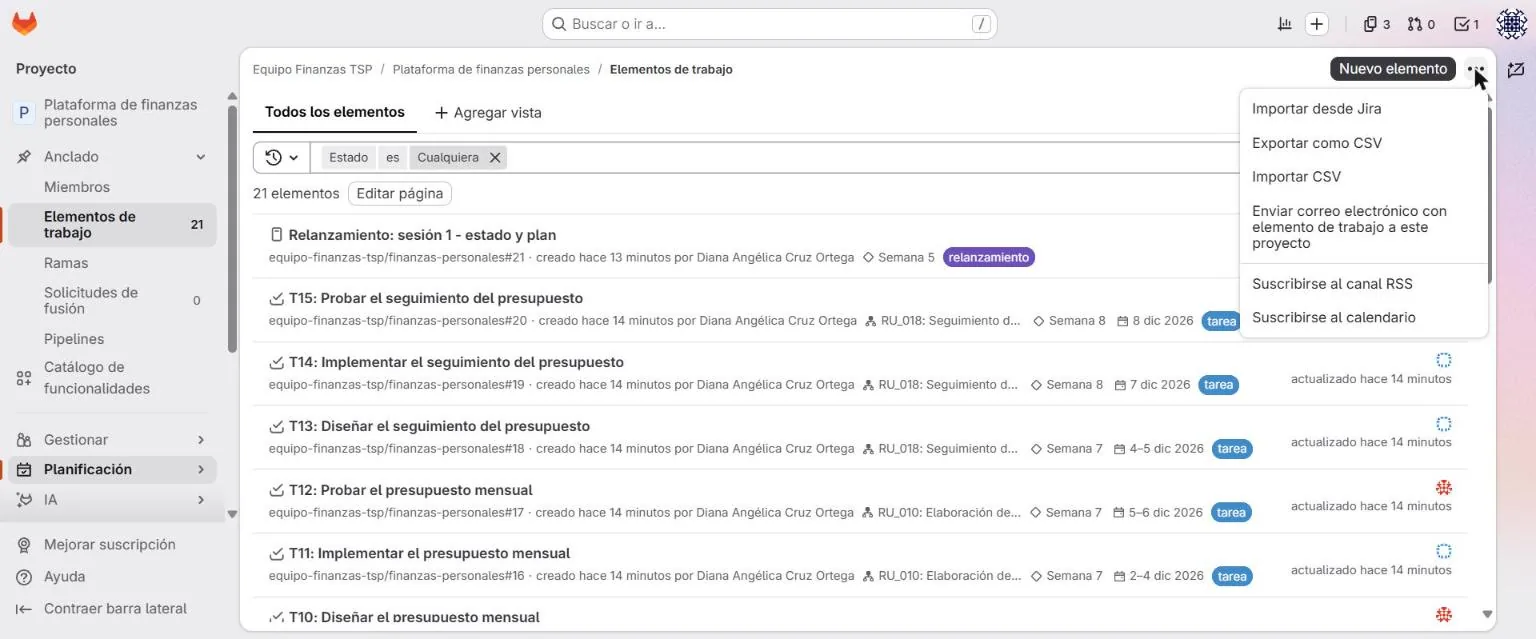 Buscar o ir a...
/
3
0
1
Proyecto
P
Plataforma de finanzas
personales
Anclado
Miembros
Elementos de
trabajo
21
Ramas
Solicitudes de
fusión
0
Pipelines
Catálogo de
funcionalidades
Gestionar
Planificación
IA
Mejorar suscripción
Ayuda
Contraer barra lateral
Equipo Finanzas TSP / Plataforma de finanzas personales / Elementos de trabajo
Nuevo elemento
Todos los elementos
Agregar vista
Estado es Cualquiera
21 elementos Editar página
Importar desde Jira
Exportar como CSV
Importar CSV
Enviar correo electrónico con
elemento de trabajo a este
proyecto
Suscribirse al canal RSS
Suscribirse al calendario
Relanzamiento: sesión 1 - estado y plan
equipo-finanzas-tsp/finanzas-personales#21 · creado hace 13 minutos por Diana Angélica Cruz Ortega Semana 5 relanzamiento
T15: Probar el seguimiento del presupuesto
equipo-finanzas-tsp/finanzas-personales#20 · creado hace 14 minutos por Diana Angélica Cruz Ortega RU_018: Seguimiento d... Semana 8 8 dic 2026 tarea
T14: Implementar el seguimiento del presupuesto
equipo-finanzas-tsp/finanzas-personales#19 · creado hace 14 minutos por Diana Angélica Cruz Ortega RU_018: Seguimiento d... Semana 8 7 dic 2026 tarea
actualizado hace 14 minutos
T13: Diseñar el seguimiento del presupuesto
equipo-finanzas-tsp/finanzas-personales#18 · creado hace 14 minutos por Diana Angélica Cruz Ortega RU_018: Seguimiento d... Semana 7 4–5 dic 2026 tarea
actualizado hace 14 minutos
T12: Probar el presupuesto mensual
equipo-finanzas-tsp/finanzas-personales#17 · creado hace 14 minutos por Diana Angélica Cruz Ortega RU_010: Elaboración de... Semana 7 5–6 dic 2026 tarea
actualizado hace 14 minutos
T11: Implementar el presupuesto mensual
equipo-finanzas-tsp/finanzas-personales#16 · creado hace 14 minutos por Diana Angélica Cruz Ortega RU_010: Elaboración de... Semana 7 2–4 dic 2026 tarea
actualizado hace 14 minutos
T10: Diseñar el presupuesto mensual